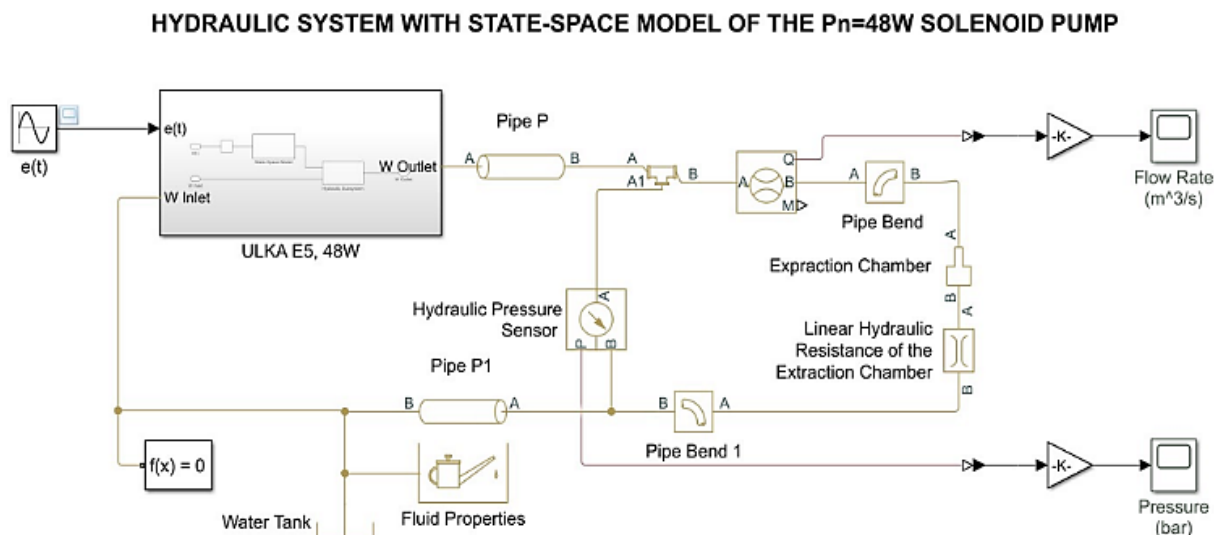 HYDRAULIC SYSTEM WITH STATE-SPACE MODEL OF THE Pn=48W SOLENOID PUMP
e(t)
e(t)
W Outlet
W Inlet
ULKA E5, 48W
Pipe P
A
B
A
A1
B
A
Q
B
M
A
B
Pipe Bend
-K-
Flow Rate
(m^3/s)
A
Expraction Chamber
B
A
Linear Hydraulic
Resistance of the
Extraction Chamber
B
Hydraulic Pressure
Sensor
A
P
B
Pipe P1
B
A
B
A
Pipe Bend 1
f(x) = 0
Fluid Properties
Water Tank
-K-
Pressure
(bar)